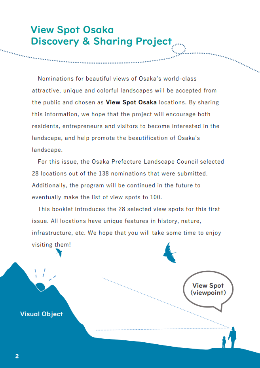 View Spot Osaka
Discovery & Sharing Project
Nominations for beautiful views of Osaka's world-class
attractive, unique and colorful landscapes will be accepted from
the public and chosen as View Spot Osaka locations. By sharing
this information, we hope that the project will encourage both
residents, entrepreneurs and visitors to become interested in the
landscape, and help promote the beautification of Osaka's
landscape.
For this issue, the Osaka Prefecture Landscape Council selected
28 locations out of the 138 nominations that were submitted.
Additionally, the program will be continued in the future to
eventually make the list of view spots to 100.
This booklet introduces the 28 selected view spots for this first
issue. All locations have unique features in history, nature,
infrastructure, etc. We hope that you will take some time to enjoy
visiting them!
View Spot
(viewpoint)
Visual Object
2